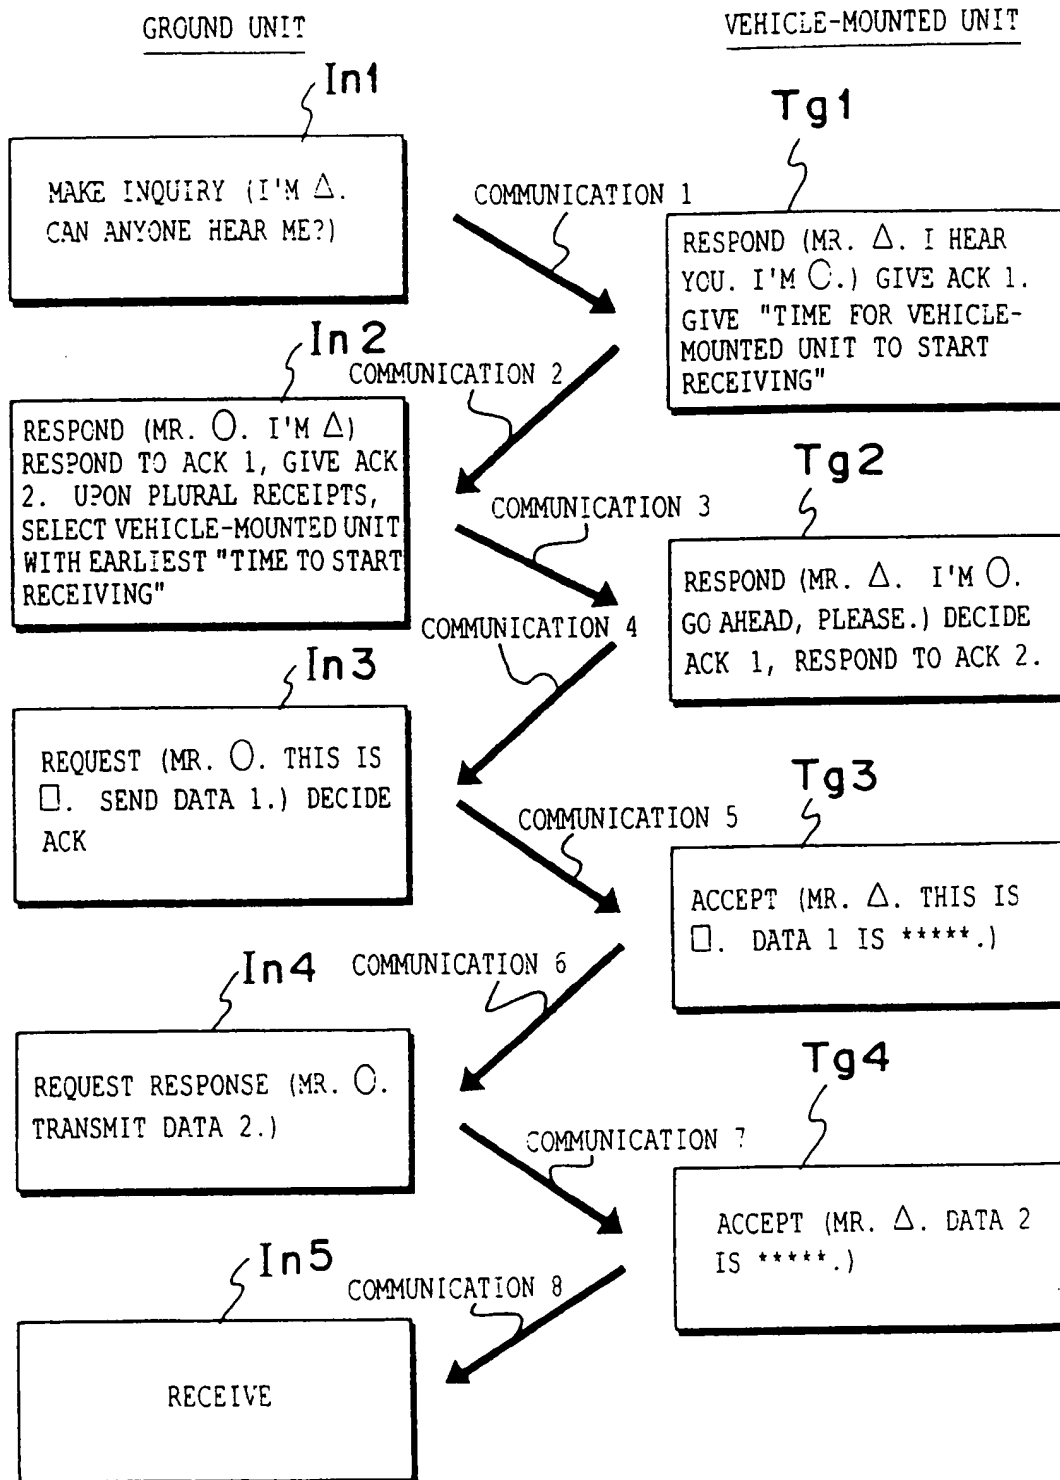 GROUND UNIT
VEHICLE-MOUNTED UNIT
In1
MAKE INQUIRY (I'M △.
CAN ANYONE HEAR ME?)
COMMUNICATION 1
Tg1
RESPOND (MR. △. I HEAR
YOU. I'M ○.) GIVE ACK 1.
GIVE "TIME FOR VEHICLE-
MOUNTED UNIT TO START
RECEIVING"
COMMUNICATION 2
In2
RESPOND (MR. ○. I'M △)
RESPOND TO ACK 1, GIVE ACK
2. UPON PLURAL RECEIPTS,
SELECT VEHICLE-MOUNTED UNIT
WITH EARLIEST "TIME TO START
RECEIVING"
COMMUNICATION 3
Tg2
RESPOND (MR. △. I'M ○.
GO AHEAD, PLEASE.) DECIDE
ACK 1, RESPOND TO ACK 2.
COMMUNICATION 4
In3
REQUEST (MR. ○. THIS IS
□. SEND DATA 1.) DECIDE
ACK
COMMUNICATION 5
Tg3
ACCEPT (MR. △. THIS IS
□. DATA 1 IS *****.)
COMMUNICATION 6
In4
REQUEST RESPONSE (MR. ○.
TRANSMIT DATA 2.)
COMMUNICATION 7
Tg4
ACCEPT (MR. △. DATA 2
IS *****.)
COMMUNICATION 8
In5
RECEIVE